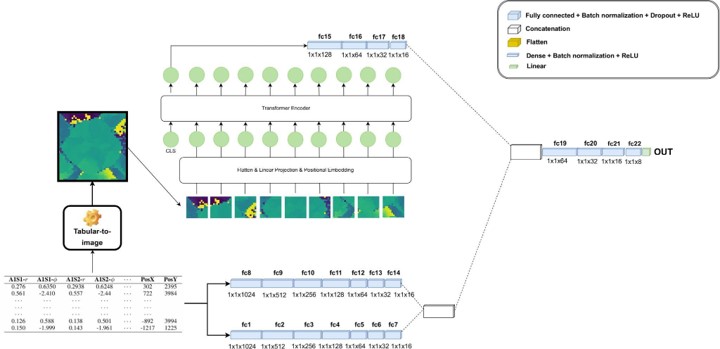 Fully connected + Batch normalization + Dropout + ReLU
Concatenation
Flatten
Dense + Batch normalization + ReLU
Linear
fc15 fc16 fc17 fc18
1x1x128 1x1x64 1x1x32 1x1x16
Transformer Encoder
CLS
Flatten & Linear Projection & Positional Embedding
fc19 fc20 fc21 fc22 OUT
1x1x64 1x1x32 1x1x16 1x1x8
Tabular-to-
image
A1S1-r A1S1-i A1S2-r A1S2-i ... PosX PosY
0.276 0.6350 0.2938 0.6248 ... 302 2395
0.561 -2.410 0.557 -2.44 ... 722 3984
... ... ... ... ... ...
... ... ... ... ... ...
0.126 0.588 0.138 0.501 ... -892 3994
0.150 -1.999 0.143 -1.961 ... -1217 1225
fc8 fc9 fc10 fc11 fc12 fc13 fc14
1x1x1024 1x1x512 1x1x256 1x1x128 1x1x64 1x1x32 1x1x16
fc1 fc2 fc3 fc4 fc5 fc6 fc7
1x1x1024 1x1x512 1x1x256 1x1x128 1x1x64 1x1x32 1x1x16